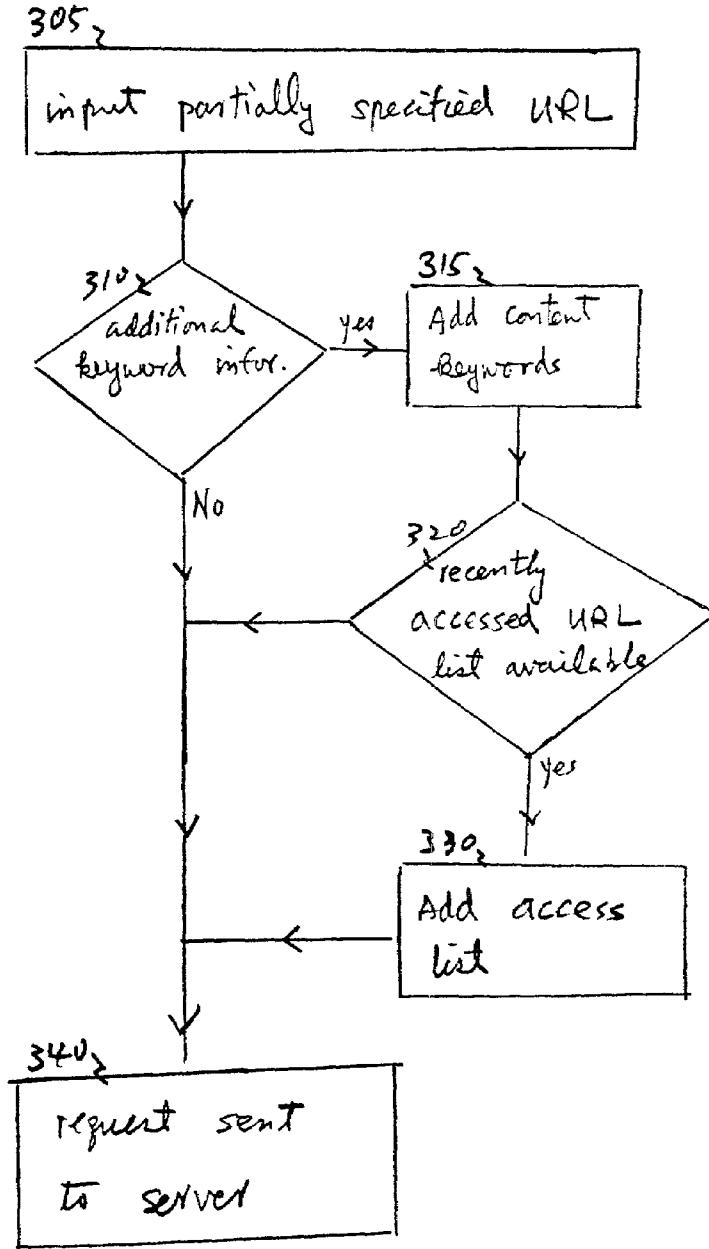 305
input partially specified URL
310
additional
keyword infor.
yes
315
Add content
keywords
No
320
recently
accessed URL
list available
yes
330
Add access
list
340
request sent
to server